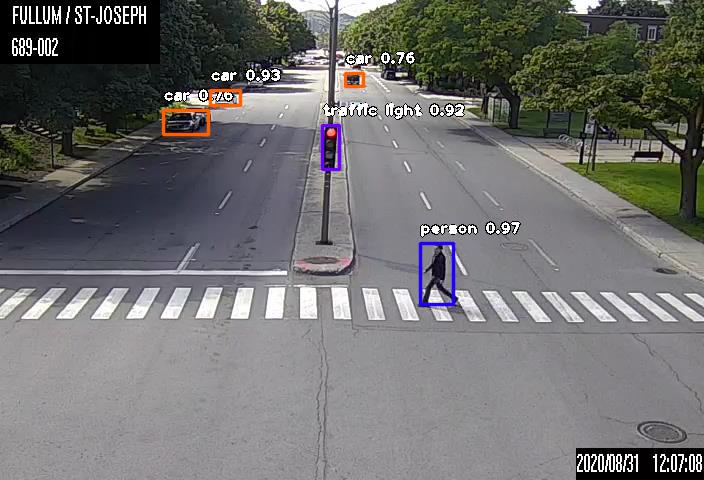 FULLUM / ST-JOSEPH
689-002
car 0.76
car 0.93
car
traffic light 0.92
person 0.97
2020/08/31 12:07:08